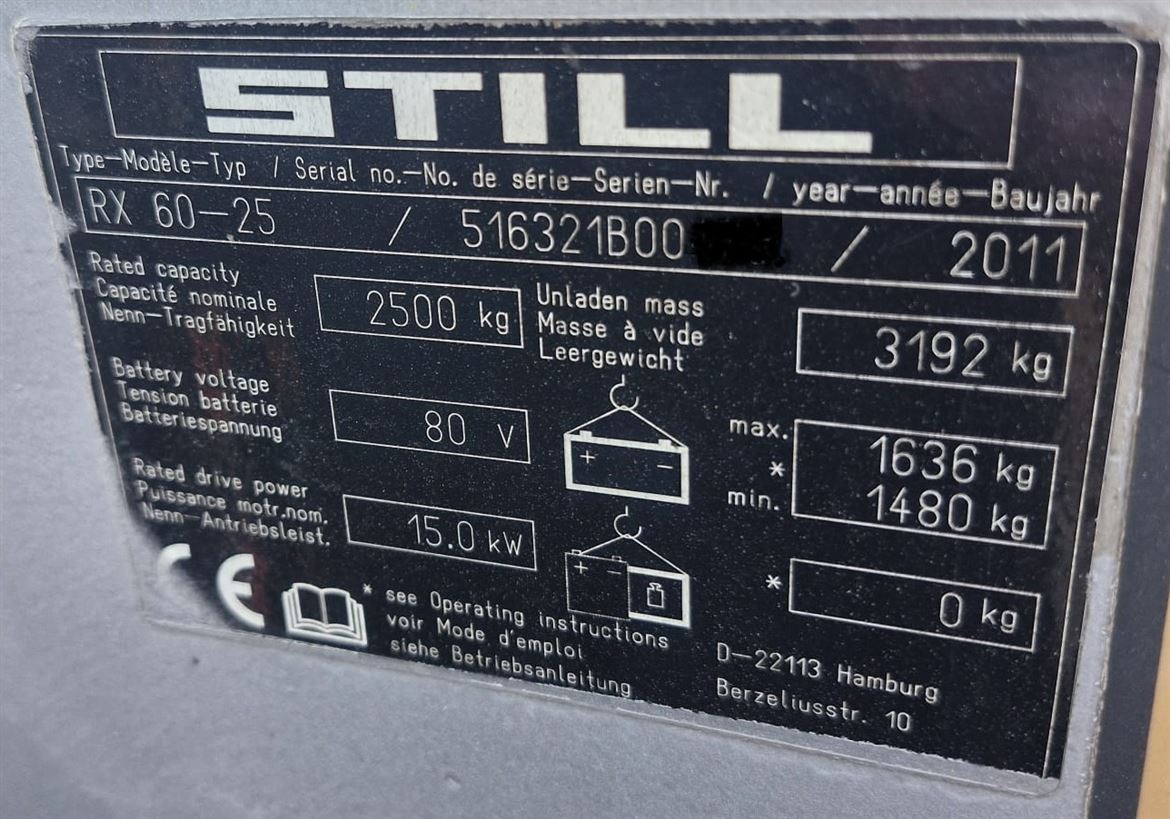 STILL
Type-Modèle-Typ / Serial no.-No. de série-Serien-Nr. / year-année-Baujahr
RX 60-25 / 516321B00 / 2011
Rated capacity
Capacité nominale
Nenn-Tragfähigkeit
2500 kg
Unladen mass
Masse à vide
Leergewicht
3192 kg
Battery voltage
Tension batterie
Batteriespannung
80 V
+ -
max.
*
min.
1636 kg
1480 kg
Rated drive power
Puissance motr.nom.
Nenn-Antriebsleist.
15.0 kW
+ -
* 0 kg
CE
* see Operating instructions
voir Mode d'emploi
siehe Betriebsanleitung
D-22113 Hamburg
Berzeliusstr. 10